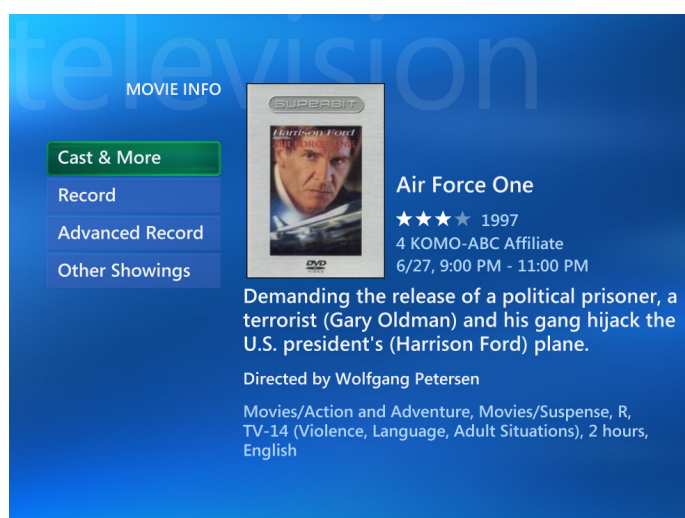 television
MOVIE INFO
SUPERBIT
Harrison Ford
AIR FORCE ONE
DVD
VIDEO
Cast & More
Record
Advanced Record
Other Showings
Air Force One
1997
4 KOMO-ABC Affiliate
6/27, 9:00 PM - 11:00 PM
Demanding the release of a political prisoner, a
terrorist (Gary Oldman) and his gang hijack the
U.S. president's (Harrison Ford) plane.
Directed by Wolfgang Petersen
Movies/Action and Adventure, Movies/Suspense, R,
TV-14 (Violence, Language, Adult Situations), 2 hours,
English